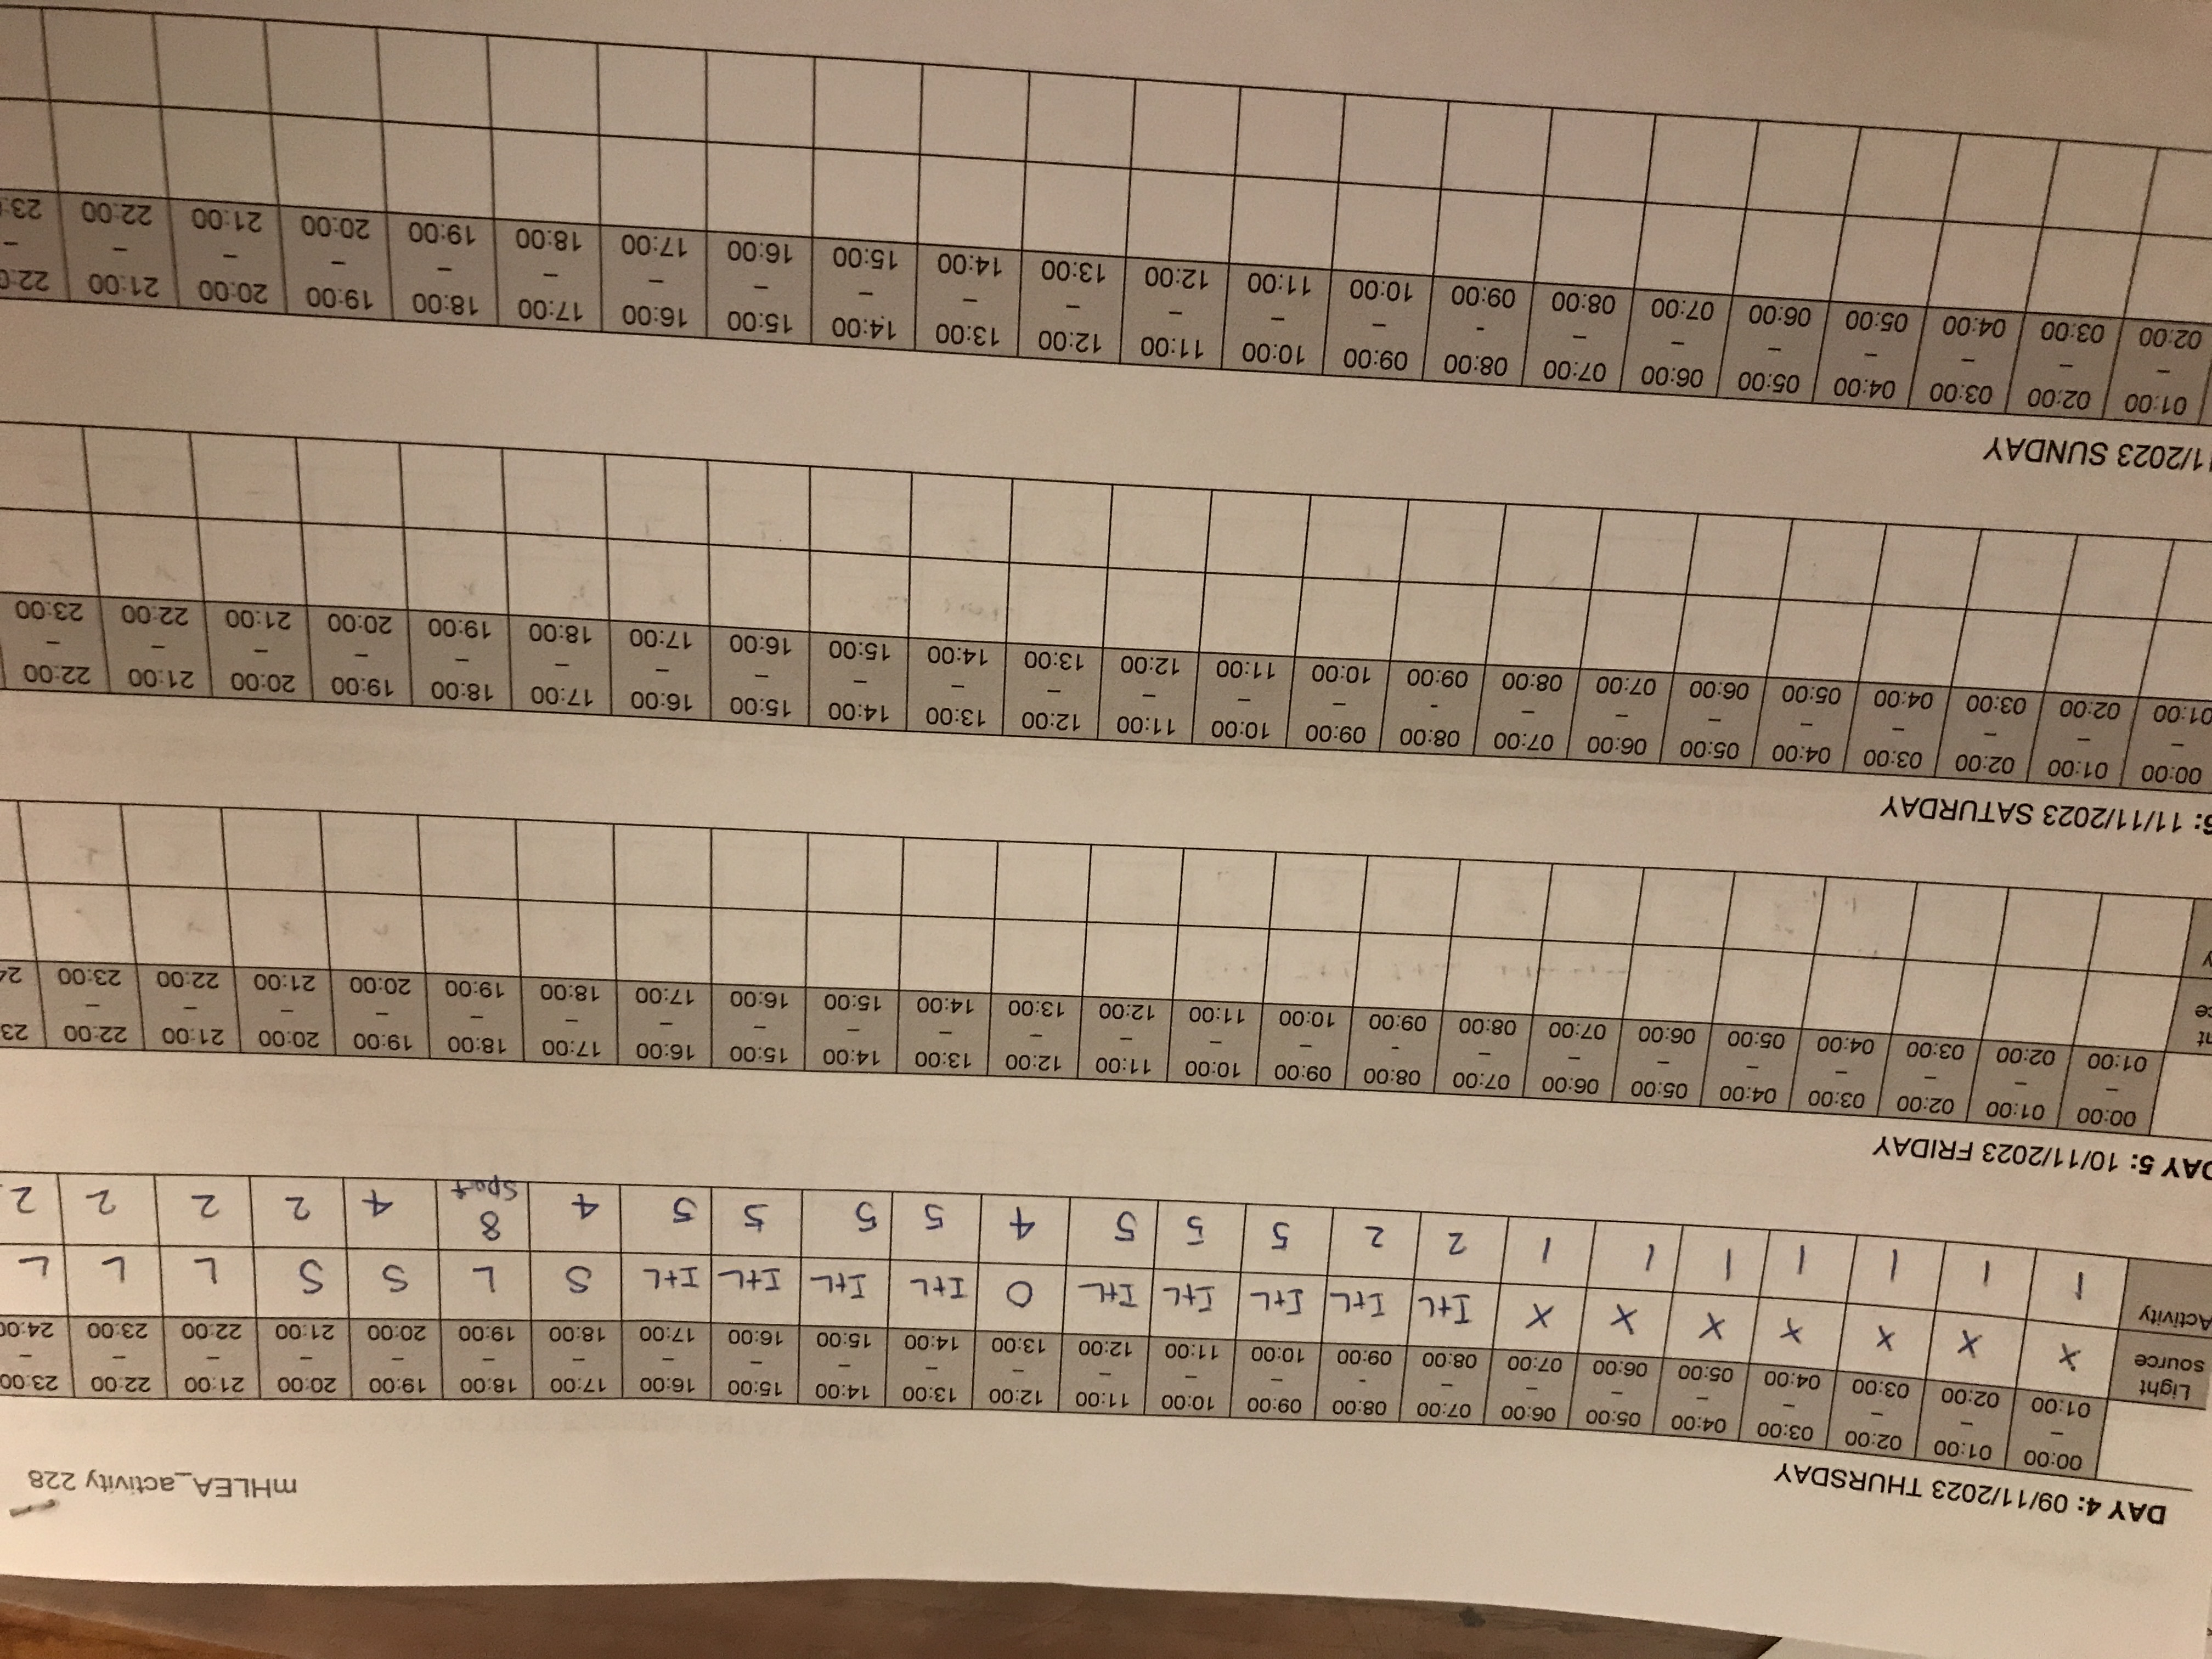 mHLEA_activity 228
DAY 4: 09/11/2023 THURSDAY
00:00 – 01:00 01:00 – 02:00 02:00 – 03:00 03:00 – 04:00 04:00 – 05:00 05:00 – 06:00 06:00 – 07:00 07:00 – 08:00 08:00 - 09:00 09:00 – 10:00 10:00 – 11:00 11:00 – 12:00 12:00 – 13:00 13:00 – 14:00 14:00 – 15:00 15:00 – 16:00 16:00 – 17:00 17:00 – 18:00 18:00 – 19:00 19:00 – 20:00 20:00 – 21:00 21:00 – 22:00 22:00 – 23:00 23:00 – 24:00
Light source X X X X X X X I+L I+L I+L I+L I+L O I+L I+L I+L I+L S L S S L L L
Activity 1 1 1 1 1 1 1 2 2 5 5 5 4 5 5 5 5 4 8 Sport 4 2 2 2 2
DAY 5: 10/11/2023 FRIDAY
00:00 – 01:00 01:00 – 02:00 02:00 – 03:00 03:00 – 04:00 04:00 – 05:00 05:00 – 06:00 06:00 – 07:00 07:00 – 08:00 08:00 - 09:00 09:00 – 10:00 10:00 – 11:00 11:00 – 12:00 12:00 – 13:00 13:00 – 14:00 14:00 – 15:00 15:00 – 16:00 16:00 – 17:00 17:00 – 18:00 18:00 – 19:00 19:00 – 20:00 20:00 – 21:00 21:00 – 22:00 22:00 – 23:00
6: 11/11/2023 SATURDAY
00:00 – 01:00 01:00 – 02:00 02:00 – 03:00 03:00 – 04:00 04:00 – 05:00 05:00 – 06:00 06:00 – 07:00 07:00 – 08:00 08:00 - 09:00 09:00 – 10:00 10:00 – 11:00 11:00 – 12:00 12:00 – 13:00 13:00 – 14:00 14:00 – 15:00 15:00 – 16:00 16:00 – 17:00 17:00 – 18:00 18:00 – 19:00 19:00 – 20:00 20:00 – 21:00 21:00 – 22:00 22:00 – 23:00
1/2023 SUNDAY
01:00 – 02:00 02:00 – 03:00 03:00 – 04:00 04:00 – 05:00 05:00 – 06:00 06:00 – 07:00 07:00 – 08:00 08:00 - 09:00 09:00 – 10:00 10:00 – 11:00 11:00 – 12:00 12:00 – 13:00 13:00 – 14:00 14:00 – 15:00 15:00 – 16:00 16:00 – 17:00 17:00 – 18:00 18:00 – 19:00 19:00 – 20:00 20:00 – 21:00 21:00 – 22:00